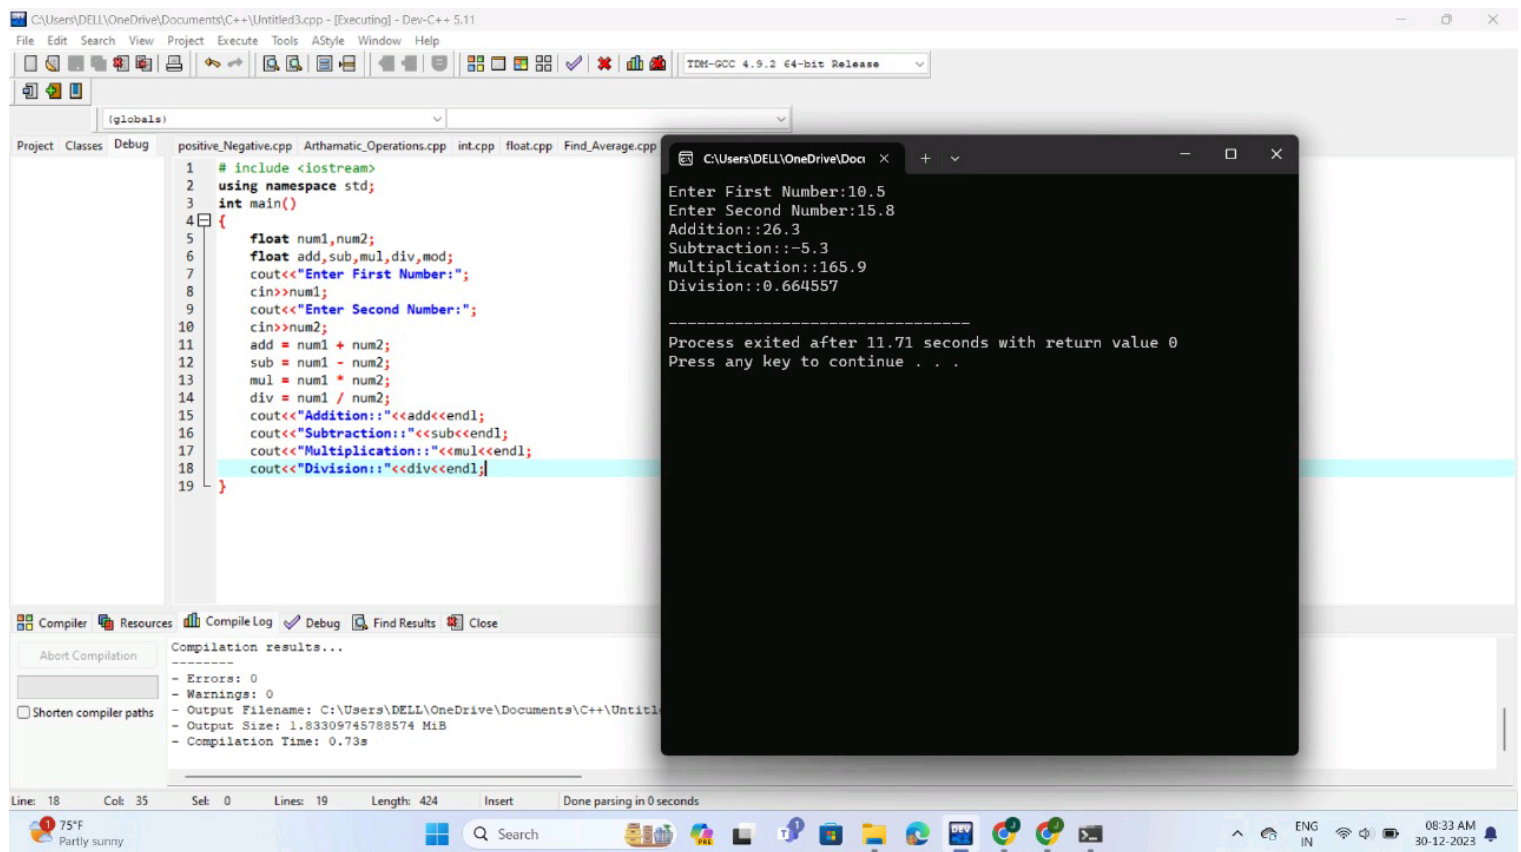 C:\Users\DELL\OneDrive\Documents\C++\Untitled3.cpp - [Executing] - Dev-C++ 5.11
File Edit Search View Project Execute Tools AStyle Window Help
TDM-GCC 4.9.2 64-bit Release
(globals)
Project Classes Debug
positive_Negative.cpp Arthamatic_Operations.cpp int.cpp float.cpp Find_Average.cpp
1 # include <iostream>
2 using namespace std;
3 int main()
4 {
5 float num1,num2;
6 float add,sub,mul,div,mod;
7 cout<<"Enter First Number:";
8 cin>>num1;
9 cout<<"Enter Second Number:";
10 cin>>num2;
11 add = num1 + num2;
12 sub = num1 - num2;
13 mul = num1 * num2;
14 div = num1 / num2;
15 cout<<"Addition::"<<add<<endl;
16 cout<<"Subtraction::"<<sub<<endl;
17 cout<<"Multiplication::"<<mul<<endl;
18 cout<<"Division::"<<div<<endl;
19 }
C:\Users\DELL\OneDrive\Docu
Enter First Number:10.5
Enter Second Number:15.8
Addition::26.3
Subtraction::-5.3
Multiplication::165.9
Division::0.664557
--------------------------------
Process exited after 11.71 seconds with return value 0
Press any key to continue . . .
Compiler Resources Compile Log Debug Find Results Close
Abort Compilation
Shorten compiler paths
Compilation results...
--------
- Errors: 0
- Warnings: 0
- Output Filename: C:\Users\DELL\OneDrive\Documents\C++\Untitl
- Output Size: 1.83309745788574 MiB
- Compilation Time: 0.73s
Line: 18 Col: 35 Sel: 0 Lines: 19 Length: 424 Insert Done parsing in 0 seconds
1
75°F
Partly sunny
Search
PRE
1
DEV
J
J
ENG
IN
08:33 AM
30-12-2023